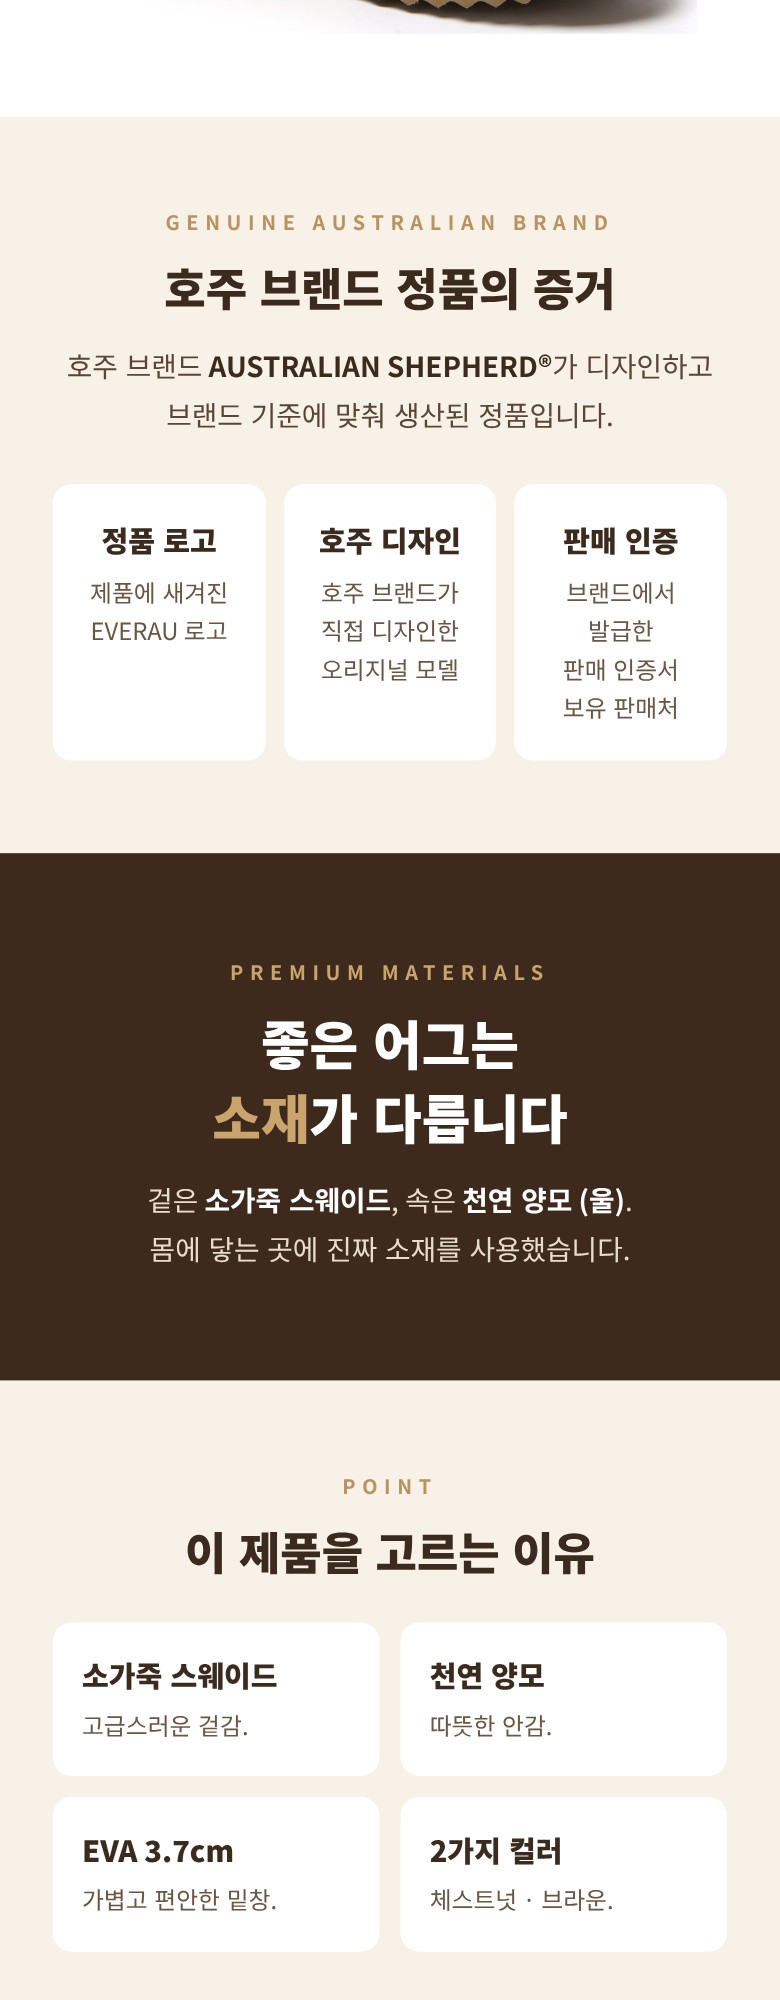 GENUINE AUSTRALIAN BRAND
호주 브랜드 정품의 증거
호주 브랜드 AUSTRALIAN SHEPHERD®가 디자인하고
브랜드 기준에 맞춰 생산된 정품입니다.
정품 로고
제품에 새겨진
EVERAU 로고
호주 디자인
호주 브랜드가
직접 디자인한
오리지널 모델
판매 인증
브랜드에서
발급한
판매 인증서
보유 판매처
PREMIUM MATERIALS
좋은 어그는
소재가 다릅니다
겉은 소가죽 스웨이드, 속은 천연 양모 (울).
몸에 닿는 곳에 진짜 소재를 사용했습니다.
POINT
이 제품을 고르는 이유
소가죽 스웨이드
고급스러운 겉감.
천연 양모
따뜻한 안감.
EVA 3.7cm
가볍고 편안한 밑창.
2가지 컬러
체스트넛 · 브라운.